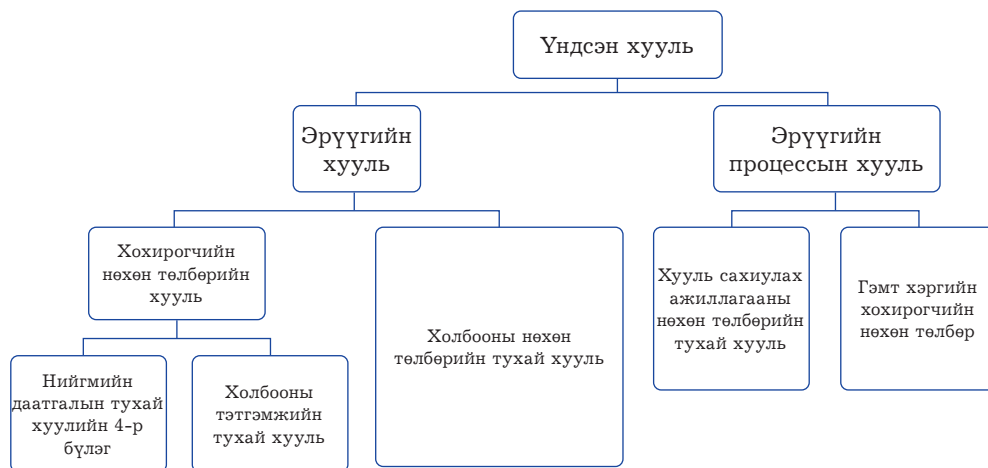 Үндсэн хууль
Эрүүгийн
хууль
Эрүүгийн
процессын хууль
Хохирогчийн
нөхөн төлбөрийн
хууль
Холбооны нөхөн
төлбөрийн тухай хууль
Хууль сахиулах
ажиллагааны
нөхөн төлбөрийн
тухай хууль
Гэмт хэргийн
хохирогчийн
нөхөн төлбөр
Нийгмийн
даатгалын тухай
хуулийн 4-р
бүлэг
Холбооны
тэтгэмжийн
тухай хууль